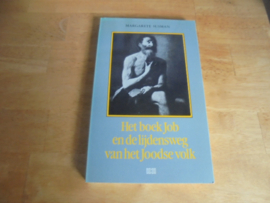 Het boek job
en de lijdensweg
van het Joodse volk